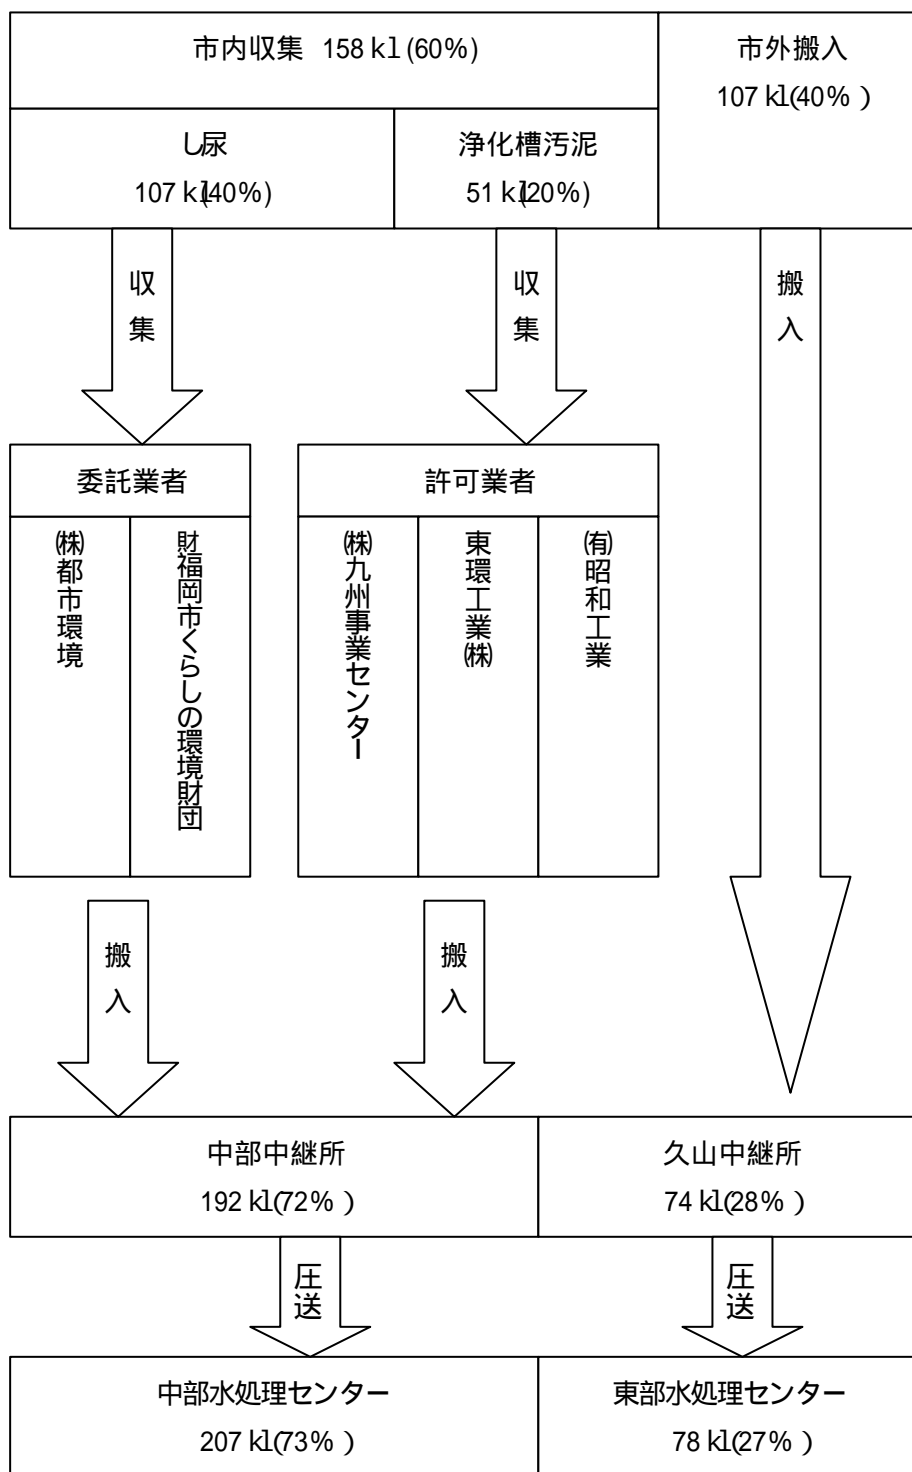 市内収集 158 kl (60%)
市外搬入
107 kl(40% )
し尿
107 kl(40%)
浄化槽汚泥
51 kl(20%)
収集
収集
搬入
委託業者
許可業者
㈱都市環境
財福岡市くらしの環境財団
㈱九州事業センター
東環工業㈱
㈲昭和工業
搬入
搬入
中部中継所
192 kl(72% )
久山中継所
74 kl(28% )
圧送
圧送
中部水処理センター
207 kl(73% )
東部水処理センター
78 kl(27% )